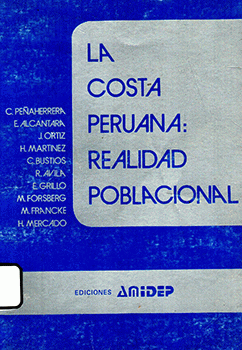 LA
COSTA
PERUANA:
REALIDAD
POBLACIONAL
C. PEÑAHERRERA
E. ALCANTARA
J. ORTIZ
H. MARTINEZ
C. BUSTIOS
R. AVILA
E. GRILLO
M. FORSBERG
M. FRANCKE
H. MERCADO
EDICIONES AMIDEP